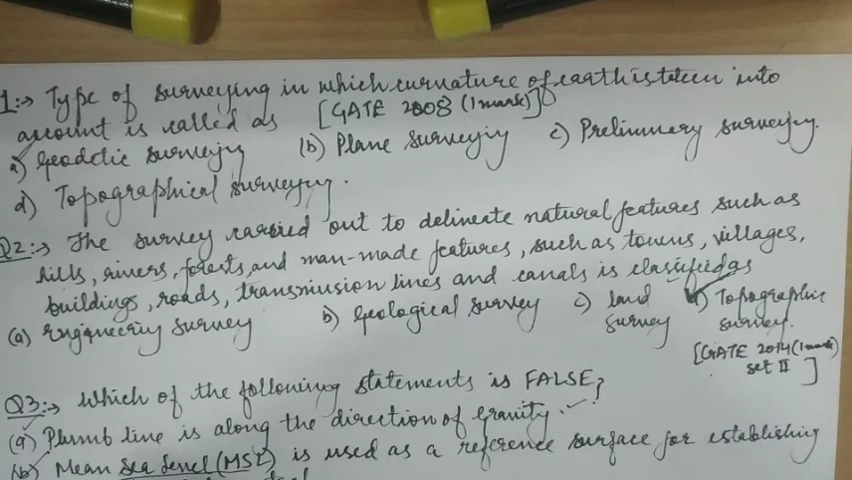 1:→ Type of surveying in which curvature of earth is taken into
account is called as [GATE 2008 (1 mark)]
a) Geodetic surveying (b) Plane surveying c) Preliminary surveying.
d) Topographical surveying.
Q2:→ The survey carried out to delineate natural features such as
hills, rivers, forests, and man-made features, such as towns, villages,
buildings, roads, transmission lines and canals is classified as
(a) Engineering survey b) Geological survey c) land survey d) Topographic survey.
[GATE 2014 (1 mark) set II]
Q3:→ Which of the following statements is FALSE?
(a) Plumb line is along the direction of gravity.
(b) Mean Sea Level (MSL) is used as a reference surface for establishing